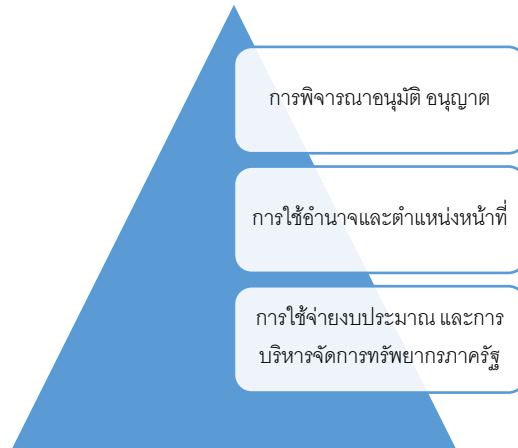 การพิจารณาอนุมัติ อนุญาต
การใช้อำนาจและตำแหน่งหน้าที่
การใช้จ่ายงบประมาณ และการ
บริหารจัดการทรัพยากรภาครัฐ